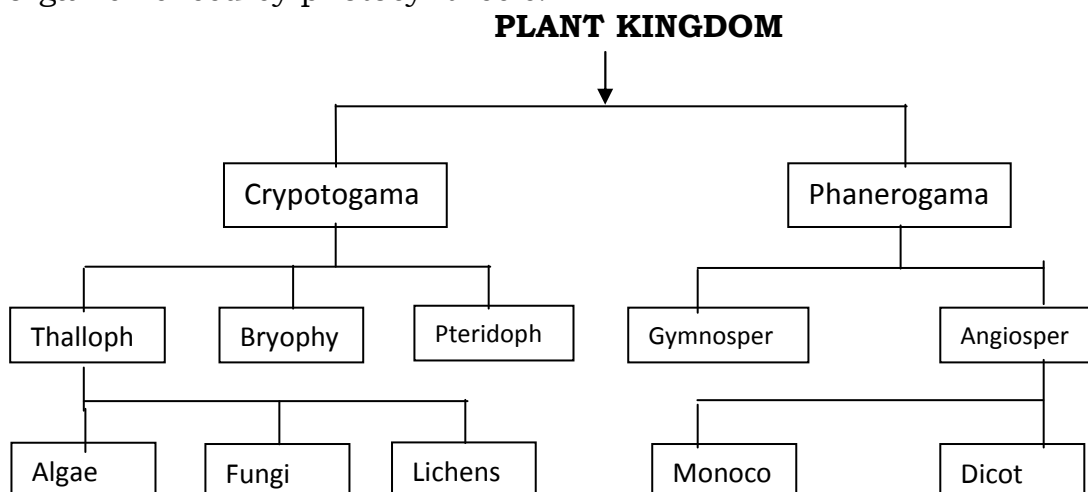 PLANT KINGDOM
Crypotogama Phanerogama
Thalloph Bryophy Pteridoph Gymnosper Angiosper
Algae Fungi Lichens Monoco Dicot